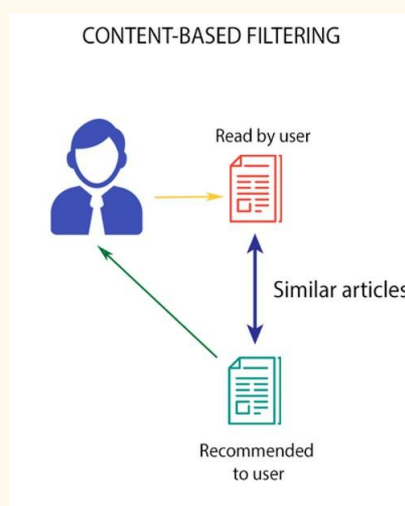 CONTENT-BASED FILTERING
Read by user
Similar articles
Recommended
to user